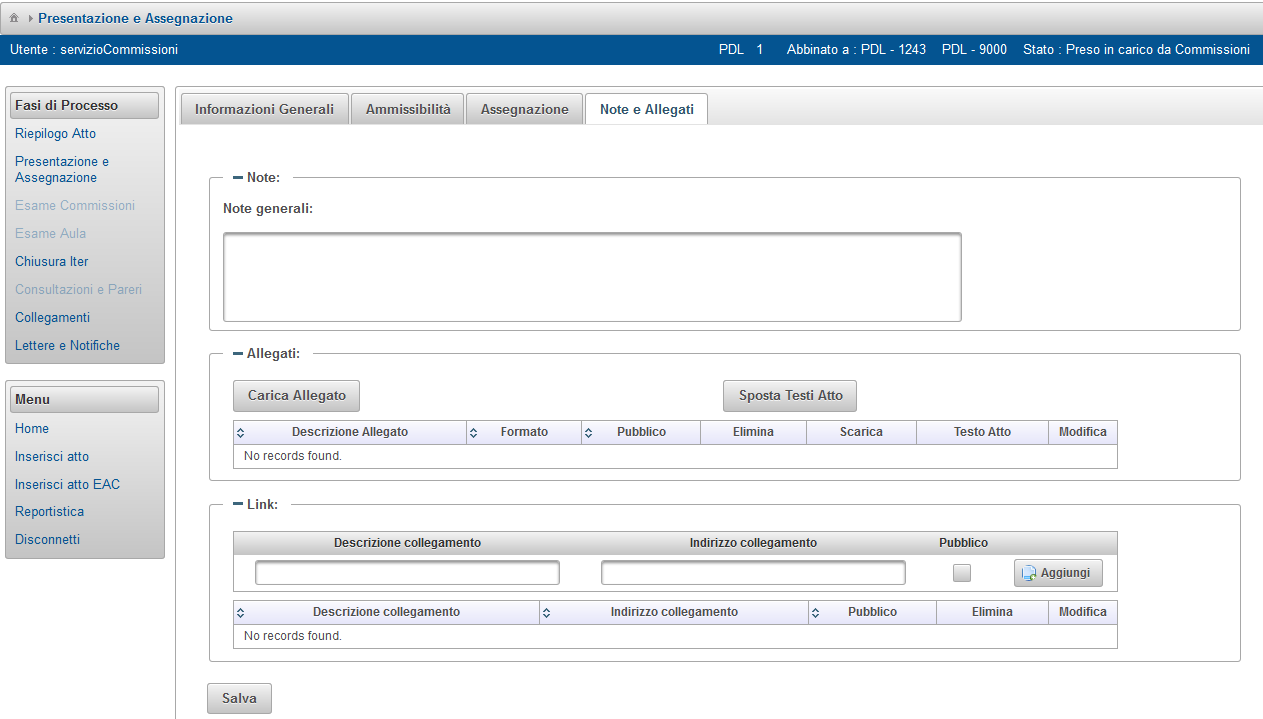 Presentazione e Assegnazione
Utente : servizioCommissioni PDL 1 Abbinato a : PDL - 1243 PDL - 9000 Stato : Preso in carico da Commissioni
Fasi di Processo
Riepilogo Atto
Presentazione e
Assegnazione
Esame Commissioni
Esame Aula
Chiusura Iter
Consultazioni e Pareri
Collegamenti
Lettere e Notifiche
Menu
Home
Inserisci atto
Inserisci atto EAC
Reportistica
Disconnetti
Informazioni Generali Ammissibilità Assegnazione Note e Allegati
Note:
Note generali:
Allegati:
Carica Allegato Sposta Testi Atto
Descrizione Allegato Formato Pubblico Elimina Scarica Testo Atto Modifica
No records found.
Link:
Descrizione collegamento Indirizzo collegamento Pubblico
Aggiungi
Descrizione collegamento Indirizzo collegamento Pubblico Elimina Modifica
No records found.
Salva